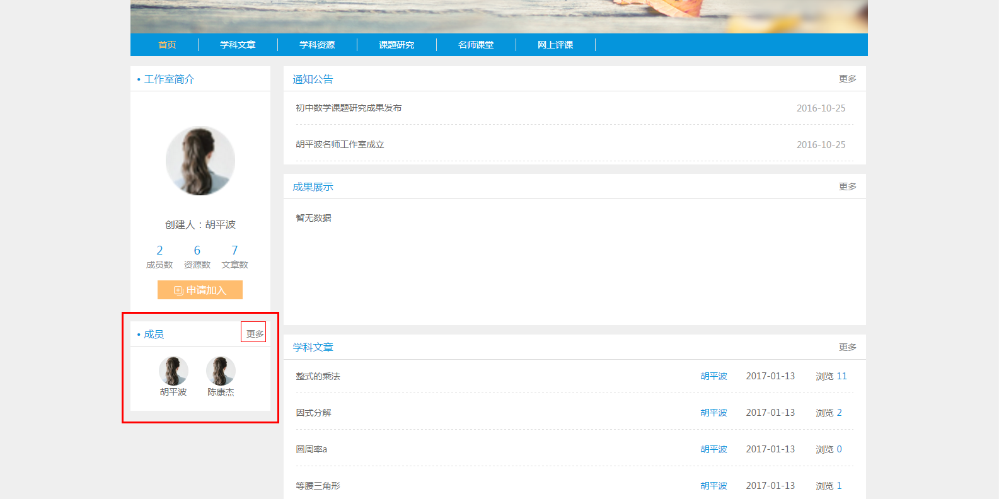 首页 学科文章 学科资源 课题研究 名师课堂 网上评课
• 工作室简介
创建人：胡平波
2 6 7
成员数 资源数 文章数
申请加入
• 成员 更多
胡平波 陈康杰
通知公告 更多
初中数学课题研究成果发布 2016-10-25
胡平波名师工作室成立 2016-10-25
成果展示 更多
暂无数据
学科文章 更多
整式的乘法 胡平波 2017-01-13 浏览 11
因式分解 胡平波 2017-01-13 浏览 2
圆周率a 胡平波 2017-01-13 浏览 0
等腰三角形 胡平波 2017-01-13 浏览 1